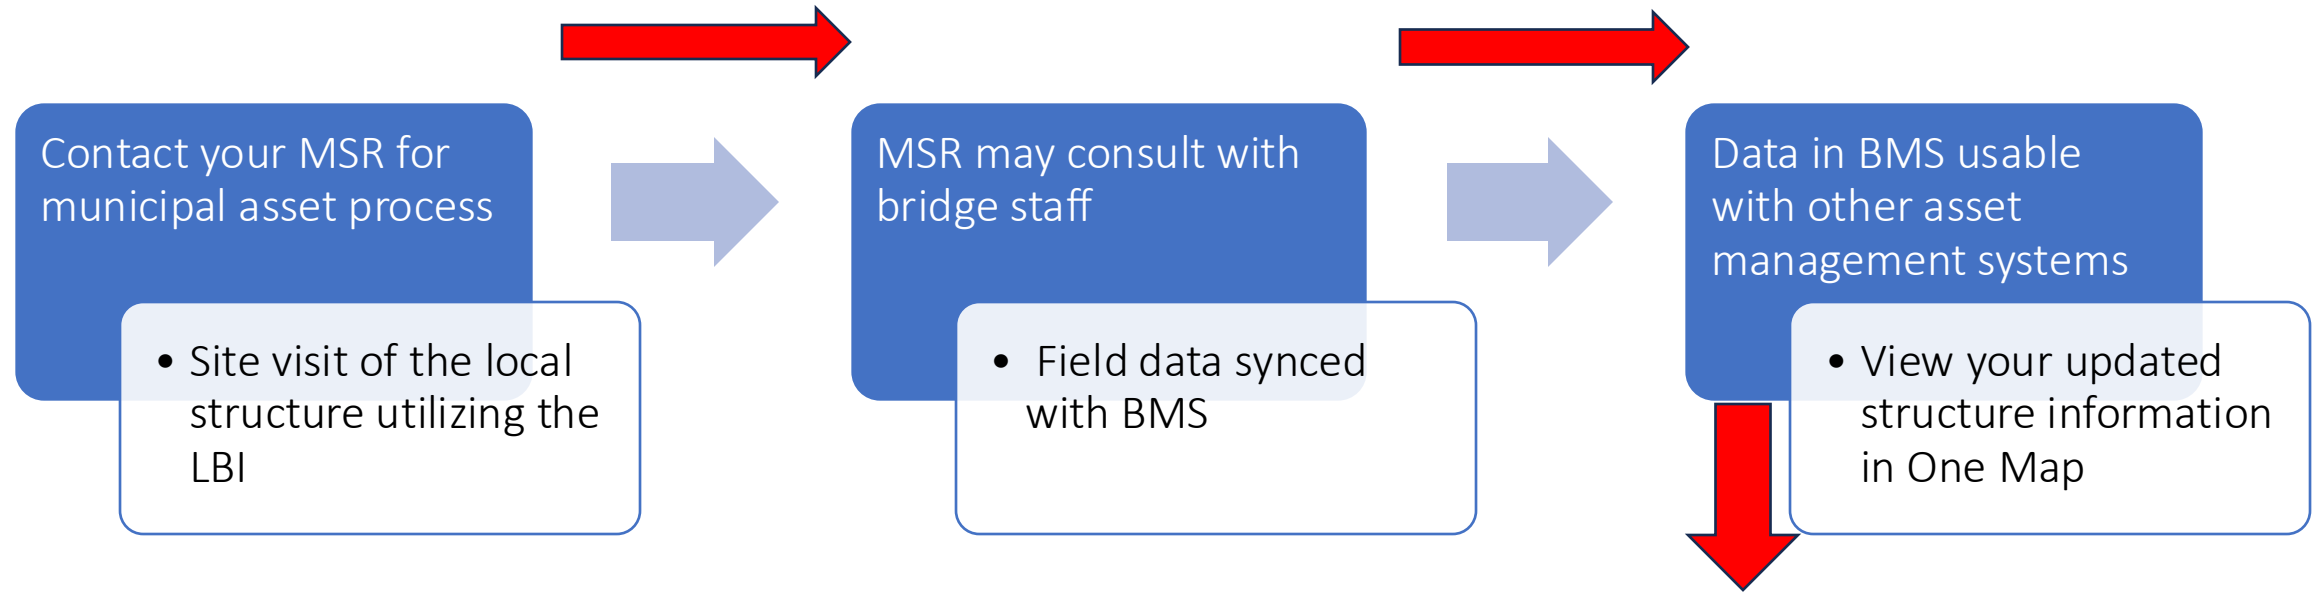 Contact your MSR for
municipal asset process
• Site visit of the local
structure utilizing the
LBI
MSR may consult with
bridge staff
• Field data synced
with BMS
Data in BMS usable
with other asset
management systems
• View your updated
structure information
in One Map